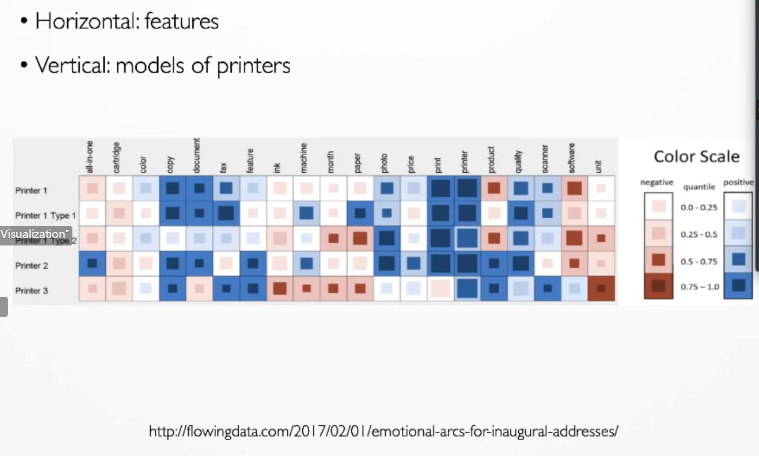 • Horizontal: features
• Vertical: models of printers
all-in-one cartridge color copy document fax feature ink machine month paper photo price print printer product quality scanner software unit
Printer 1
Printer 1 Type 1
Printer 1 Type 2
Printer 2
Printer 3
Visualization"
Color Scale
negative quantile positive
0.0 - 0.25
0.25 - 0.5
0.5 - 0.75
0.75 – 1.0
http://flowingdata.com/2017/02/01/emotional-arcs-for-inaugural-addresses/